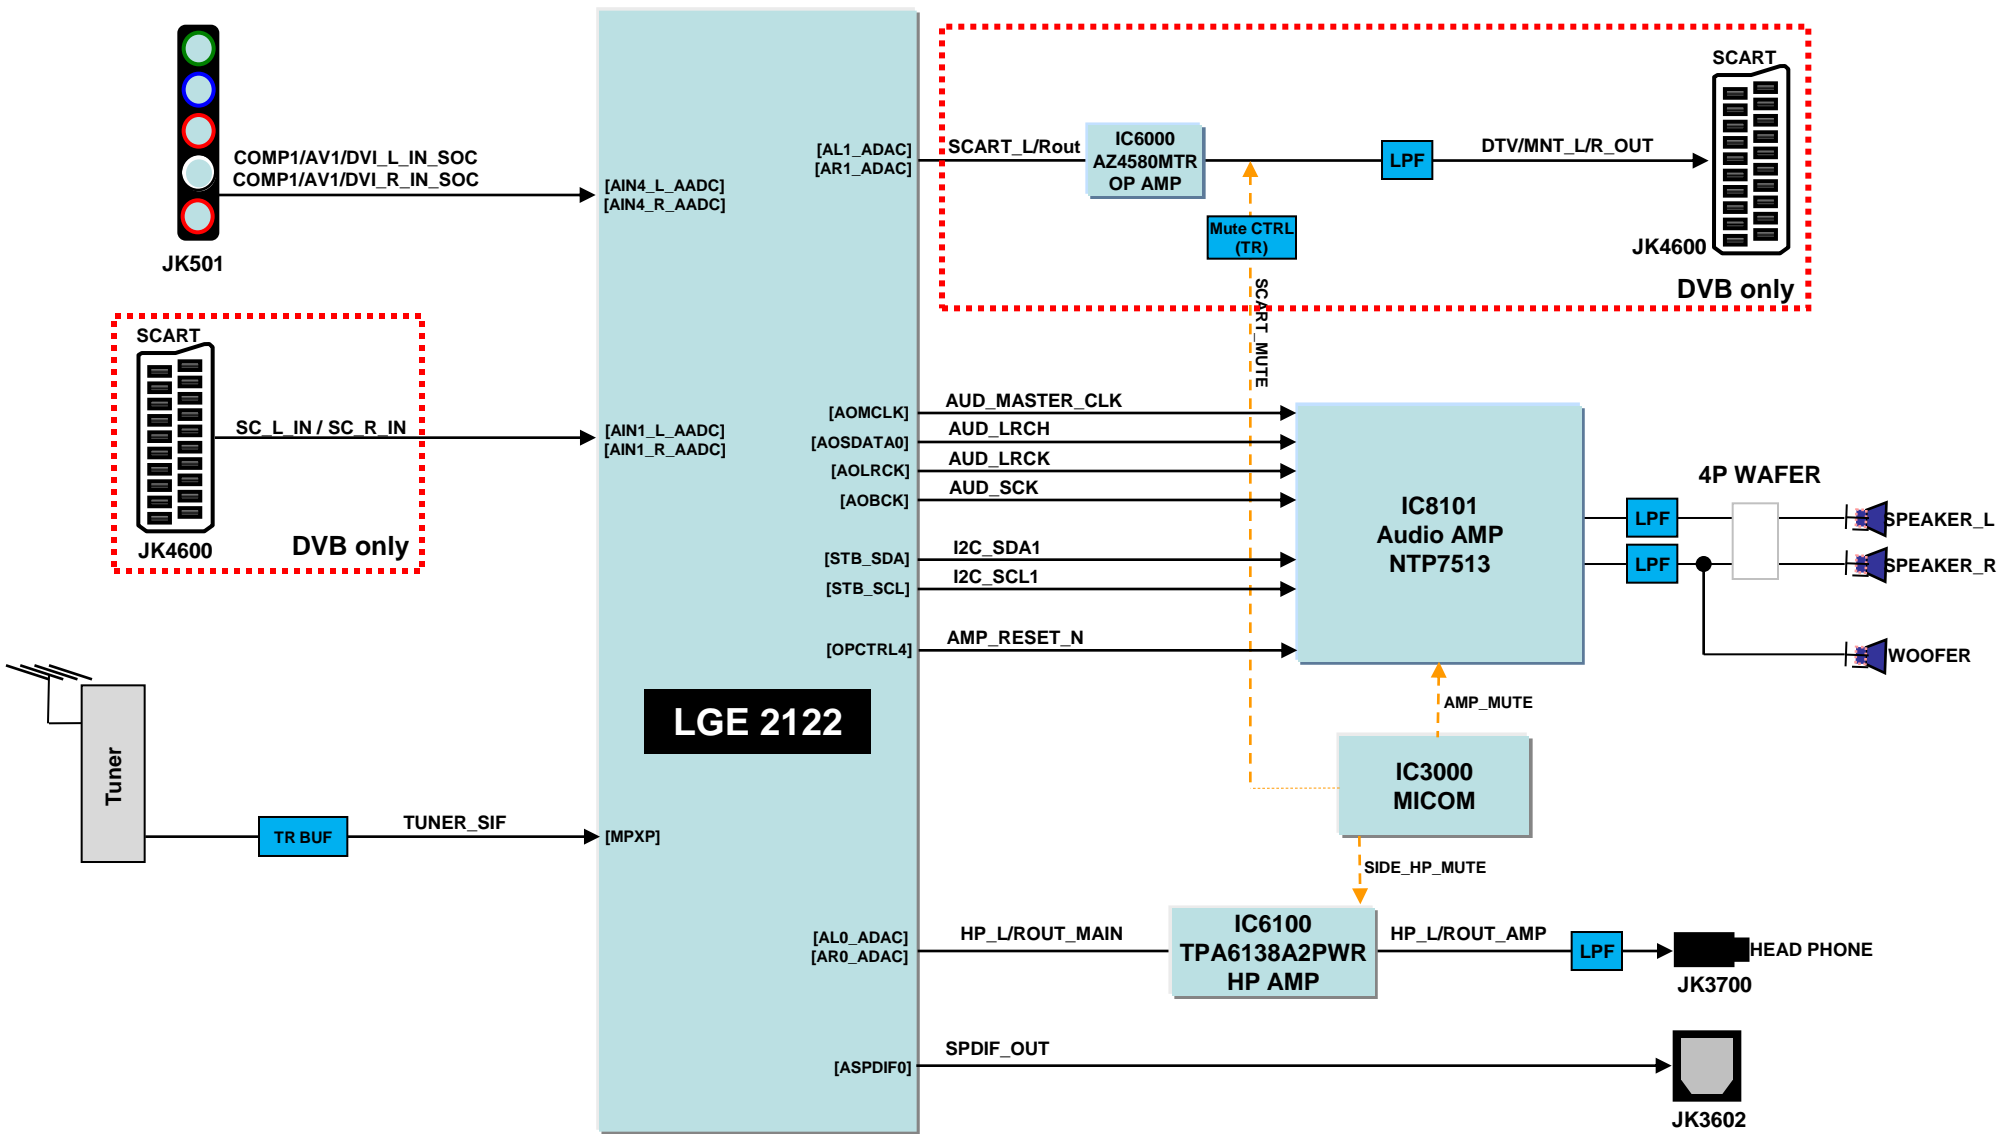 COMP1/AV1/DVI_L_IN_SOC
COMP1/AV1/DVI_R_IN_SOC
JK501
[AIN4_L_AADC]
[AIN4_R_AADC]
SCART
SC_L_IN / SC_R_IN
JK4600
DVB only
[AIN1_L_AADC]
[AIN1_R_AADC]
Tuner
TR BUF
TUNER_SIF
[MPXP]
LGE 2122
[AL1_ADAC]
[AR1_ADAC]
SCART_L/Rout
IC6000
AZ4580MTR
OP AMP
LPF
DTV/MNT_L/R_OUT
SCART
JK4600
Mute CTRL
(TR)
DVB only
SCART_MUTE
[AOMCLK]
AUD_MASTER_CLK
[AOSDATA0]
AUD_LRCH
[AOLRCK]
AUD_LRCK
[AOBCK]
AUD_SCK
[STB_SDA]
I2C_SDA1
[STB_SCL]
I2C_SCL1
[OPCTRL4]
AMP_RESET_N
IC8101
Audio AMP
NTP7513
4P WAFER
LPF
SPEAKER_L
LPF
SPEAKER_R
WOOFER
AMP_MUTE
IC3000
MICOM
SIDE_HP_MUTE
[AL0_ADAC]
[AR0_ADAC]
HP_L/ROUT_MAIN
IC6100
TPA6138A2PWR
HP AMP
HP_L/ROUT_AMP
LPF
HEAD PHONE
JK3700
[ASPDIF0]
SPDIF_OUT
JK3602